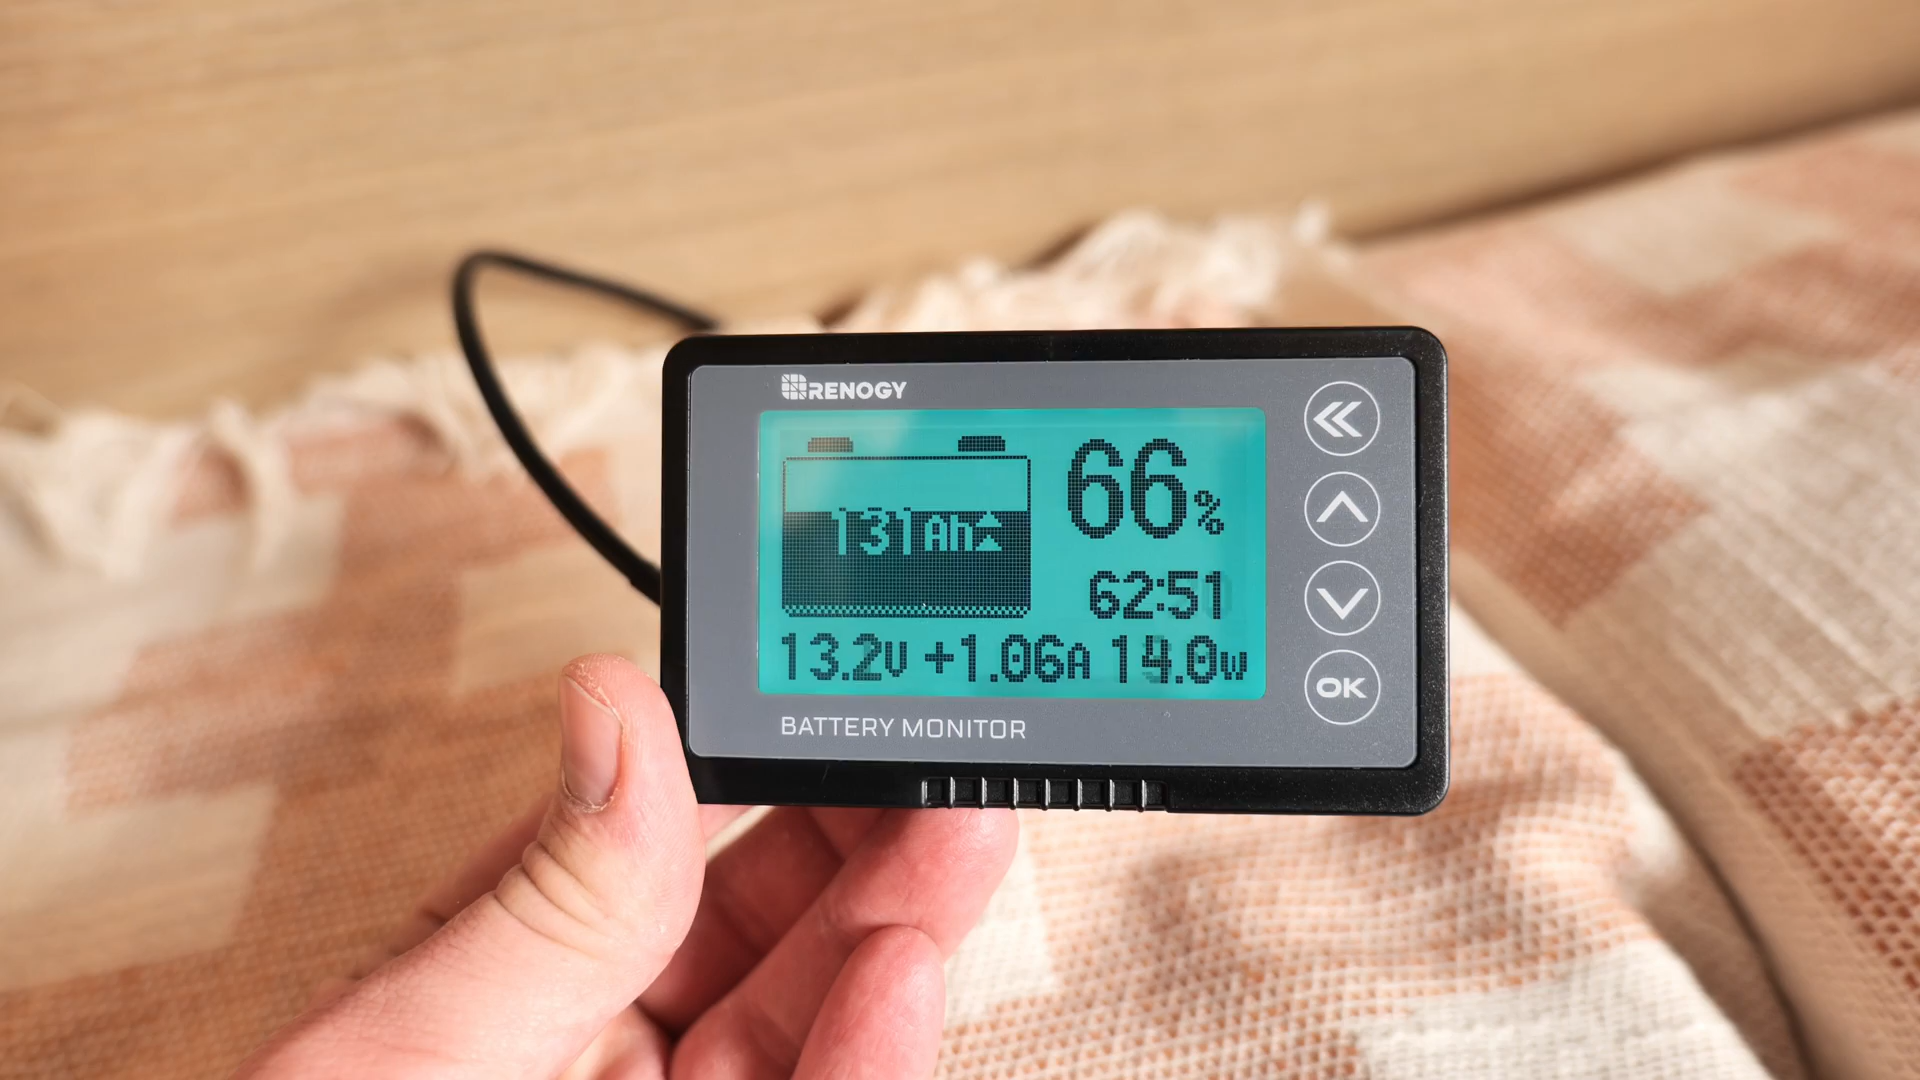 RENOGY
131Ah
66%
62:51
13.2V +1.06A 14.0W
BATTERY MONITOR
OK